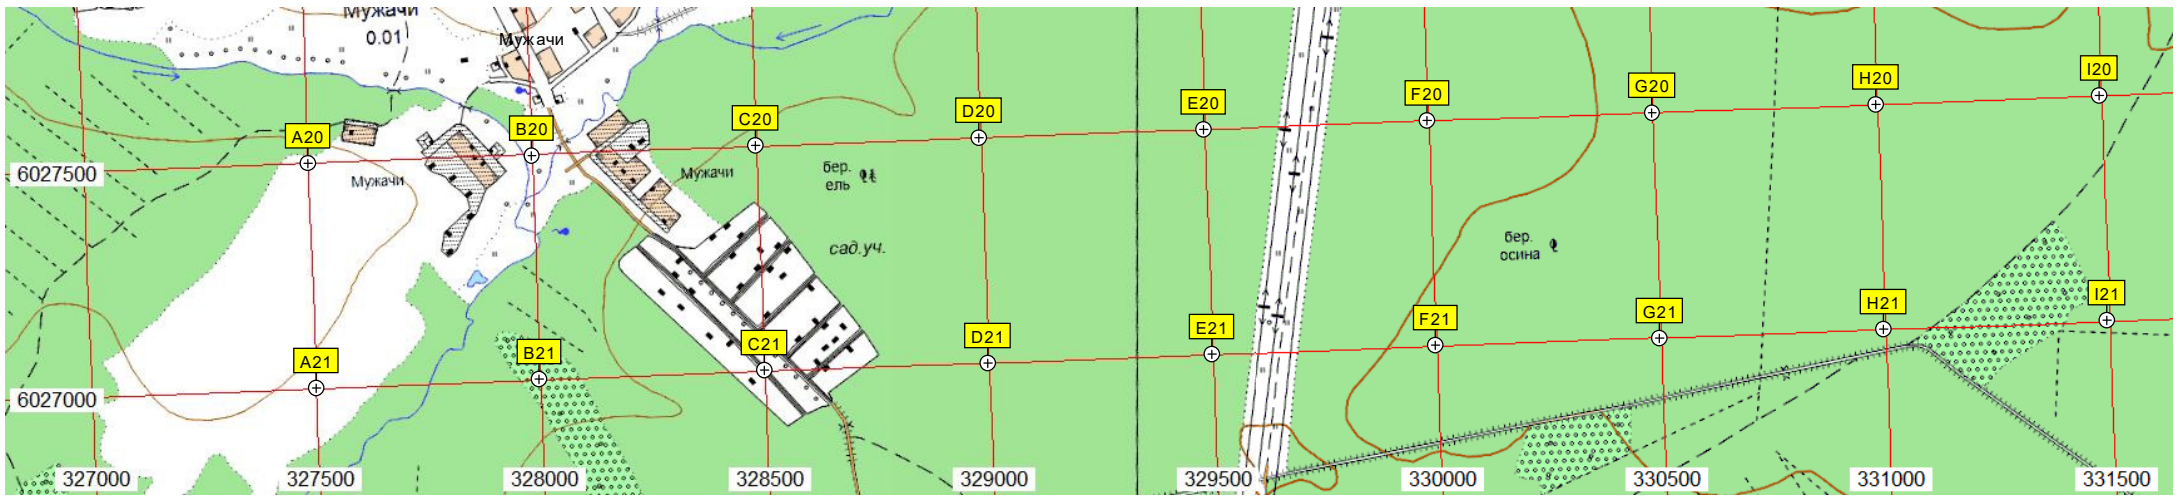 Мужачи
0.01
Мужачи
A20
B20
C20
D20
E20
F20
G20
H20
I20
6027500
Мужачи
Мужачи
бер.
ель
сад.уч.
бер.
осина
A21
B21
C21
D21
E21
F21
G21
H21
I21
6027000
327000
327500
328000
328500
329000
329500
330000
330500
331000
331500